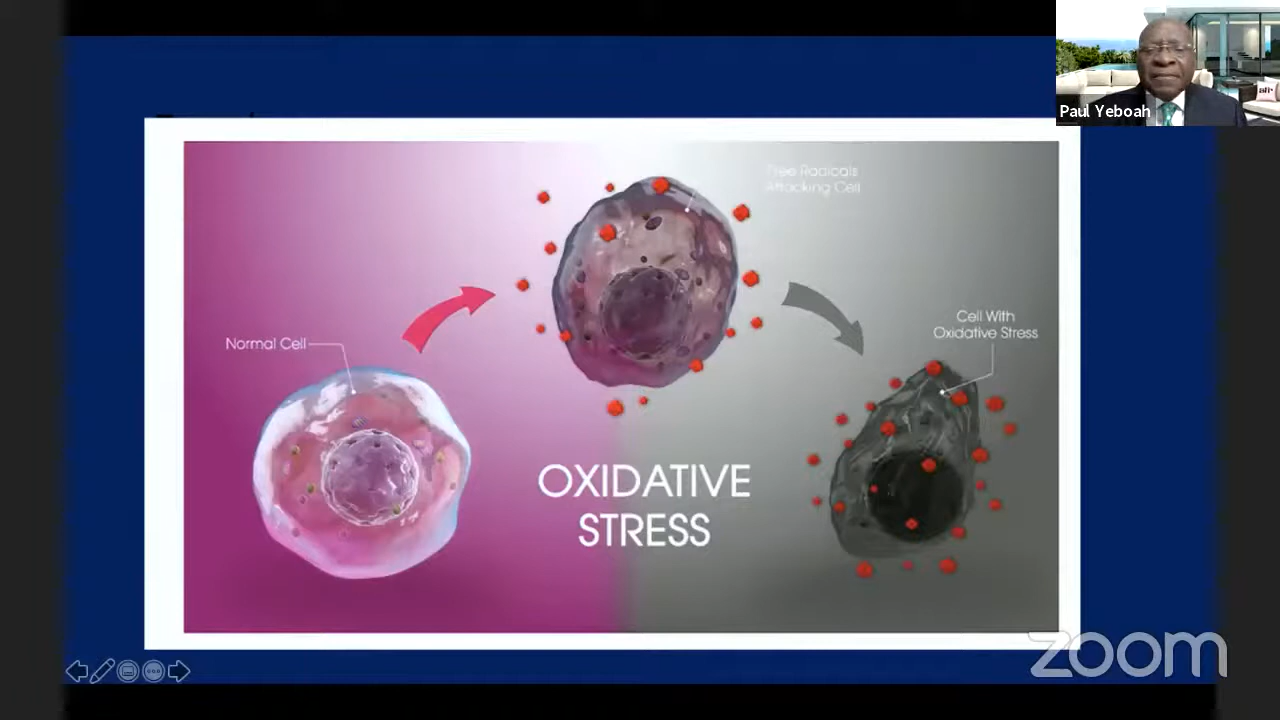 Paul Yeboah
Free Radicals
Attacking Cell
Cell With
Oxidative Stress
Normal Cell
OXIDATIVE
STRESS
zoom